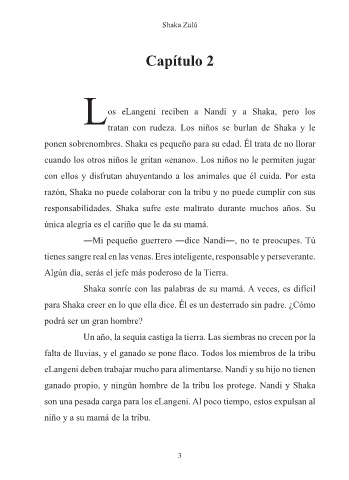 Shaka Zulú
Capítulo 2
Los eLangeni reciben a Nandi y a Shaka, pero los
tratan con rudeza. Los niños se burlan de Shaka y le
ponen sobrenombres. Shaka es pequeño para su edad. Él trata de no llorar
cuando los otros niños le gritan «enano». Los niños no le permiten jugar
con ellos y disfrutan ahuyentando a los animales que él cuida. Por esta
razón, Shaka no puede colaborar con la tribu y no puede cumplir con sus
responsabilidades. Shaka sufre este maltrato durante muchos años. Su
única alegría es el cariño que le da su mamá.
―Mi pequeño guerrero ―dice Nandi―, no te preocupes. Tú
tienes sangre real en las venas. Eres inteligente, responsable y perseverante.
Algún día, serás el jefe más poderoso de la Tierra.
Shaka sonríe con las palabras de su mamá. A veces, es difícil
para Shaka creer en lo que ella dice. Él es un desterrado sin padre. ¿Cómo
podrá ser un gran hombre?
Un año, la sequía castiga la tierra. Las siembras no crecen por la
falta de lluvias, y el ganado se pone flaco. Todos los miembros de la tribu
eLangeni deben trabajar mucho para alimentarse. Nandi y su hijo no tienen
ganado propio, y ningún hombre de la tribu los protege. Nandi y Shaka
son una pesada carga para los eLangeni. Al poco tiempo, estos expulsan al
niño y a su mamá de la tribu.
3